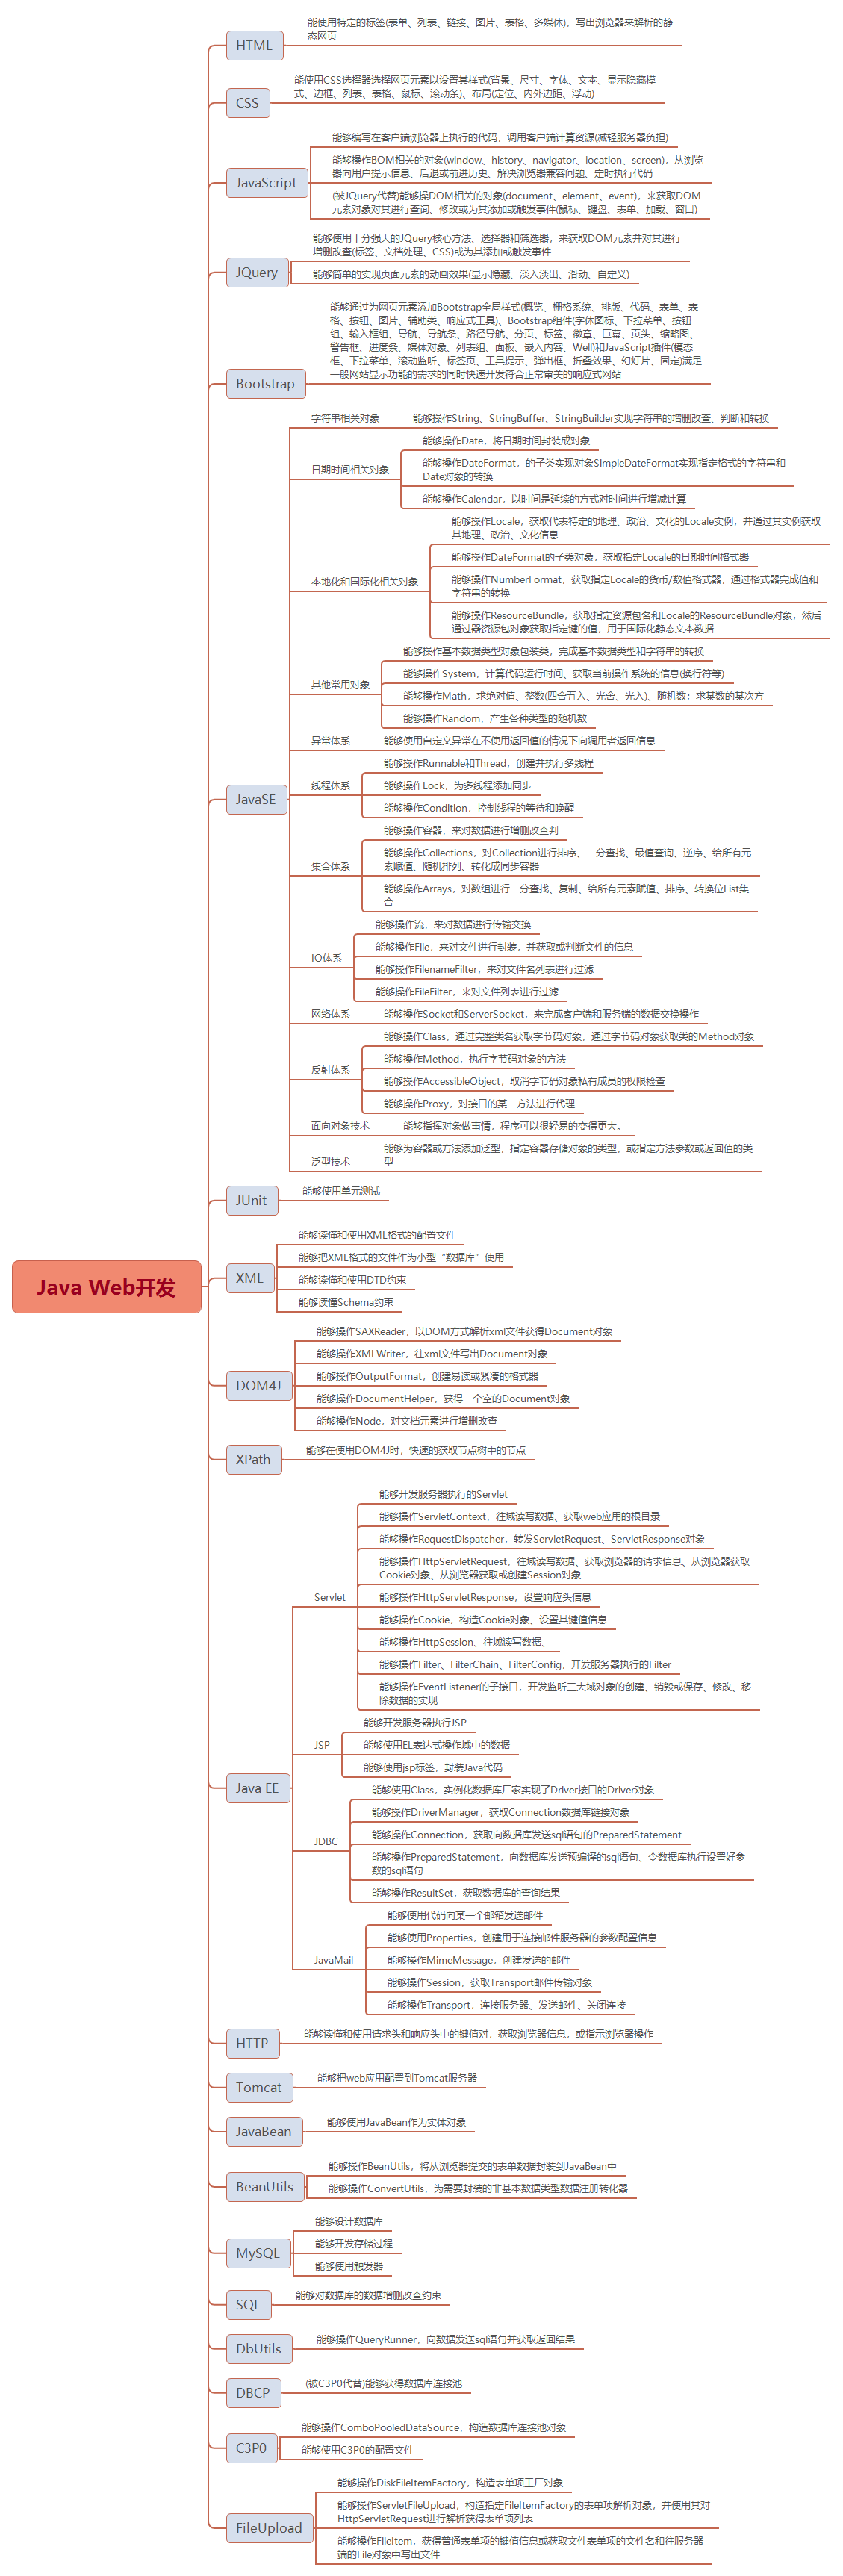 Java Web开发
HTML
能使用特定的标签(表单、列表、链接、图片、表格、多媒体)，写出浏览器来解析的静
态网页
CSS
能使用CSS选择器选择网页元素以设置其样式(背景、尺寸、字体、文本、显示隐藏模
式、边框、列表、表格、鼠标、滚动条)、布局(定位、内外边距、浮动)
JavaScript
能够编写在客户端浏览器上执行的代码，调用客户端计算资源(减轻服务器负担)
能够操作BOM相关的对象(window、history、navigator、location、screen)，从浏览
器向用户提示信息、后退或前进历史、解决浏览器兼容问题、定时执行代码
(被JQuery代替)能够操DOM相关的对象(document、element、event)，来获取DOM
元素对象对其进行查询、修改或为其添加或触发事件(鼠标、键盘、表单、加载、窗口)
JQuery
能够使用十分强大的JQuery核心方法、选择器和筛选器，来获取DOM元素并对其进行
增删改查(标签、文档处理、CSS)或为其添加或触发事件
能够简单的实现页面元素的动画效果(显示隐藏、淡入淡出、滑动、自定义)
Bootstrap
能够通过为网页元素添加Bootstrap全局样式(概览、栅格系统、排版、代码、表单、表
格、按钮、图片、辅助类、响应式工具)、Bootstrap组件(字体图标、下拉菜单、按钮
组、输入框组、导航、导航条、路径导航、分页、标签、徽章、巨幕、页头、缩略图、
警告框、进度条、媒体对象、列表组、面板、嵌入内容、Well)和JavaScript插件(模态
框、下拉菜单、滚动监听、标签页、工具提示、弹出框、折叠效果、幻灯片、固定)满足
一般网站显示功能的需求的同时快速开发符合正常审美的响应式网站
JavaSE
字符串相关对象
能够操作String、StringBuffer、StringBuilder实现字符串的增删改查、判断和转换
日期时间相关对象
能够操作Date，将日期时间封装成对象
能够操作DateFormat，的子类实现对象SimpleDateFormat实现指定格式的字符串和
Date对象的转换
能够操作Calendar，以时间是延续的方式对时间进行增减计算
本地化和国际化相关对象
能够操作Locale，获取代表特定的地理、政治、文化的Locale实例，并通过其实例获取
其地理、政治、文化信息
能够操作DateFormat的子类对象，获取指定Locale的日期时间格式器
能够操作NumberFormat，获取指定Locale的货币/数值格式器，通过格式器完成值和
字符串的转换
能够操作ResourceBundle，获取指定资源包名和Locale的ResourceBundle对象，然后
通过器资源包对象获取指定键的值，用于国际化静态文本数据
其他常用对象
能够操作基本数据类型对象包装类，完成基本数据类型和字符串的转换
能够操作System，计算代码运行时间、获取当前操作系统的信息(换行符等)
能够操作Math，求绝对值、整数(四舍五入、光舍、光入)、随机数；求某数的某次方
能够操作Random，产生各种类型的随机数
异常体系
能够使用自定义异常在不使用返回值的情况下向调用者返回信息
线程体系
能够操作Runnable和Thread，创建并执行多线程
能够操作Lock，为多线程添加同步
能够操作Condition，控制线程的等待和唤醒
集合体系
能够操作容器，来对数据进行增删改查判
能够操作Collections，对Collection进行排序、二分查找、最值查询、逆序、给所有元
素赋值、随机排列、转化成同步容器
能够操作Arrays，对数组进行二分查找、复制、给所有元素赋值、排序、转换位List集
合
IO体系
能够操作流，来对数据进行传输交换
能够操作File，来对文件进行封装，并获取或判断文件的信息
能够操作FilenameFilter，来对文件名列表进行过滤
能够操作FileFilter，来对文件列表进行过滤
网络体系
能够操作Socket和ServerSocket，来完成客户端和服务端的数据交换操作
反射体系
能够操作Class，通过完整类名获取字节码对象，通过字节码对象获取类的Method对象
能够操作Method，执行字节码对象的方法
能够操作AccessibleObject，取消字节码对象私有成员的权限检查
能够操作Proxy，对接口的某一方法进行代理
面向对象技术
能够指挥对象做事情，程序可以很轻易的变得更大。
泛型技术
能够为容器或方法添加泛型，指定容器存储对象的类型，或指定方法参数或返回值的类
型
JUnit
能够使用单元测试
XML
能够读懂和使用XML格式的配置文件
能够把XML格式的文件作为小型“数据库”使用
能够读懂和使用DTD约束
能够读懂Schema约束
DOM4J
能够操作SAXReader，以DOM方式解析xml文件获得Document对象
能够操作XMLWriter，往xml文件写出Document对象
能够操作OutputFormat，创建易读或紧凑的格式器
能够操作DocumentHelper，获得一个空的Document对象
能够操作Node，对文档元素进行增删改查
XPath
能够在使用DOM4J时，快速的获取节点树中的节点
Java EE
Servlet
能够开发服务器执行的Servlet
能够操作ServletContext，往域读写数据、获取web应用的根目录
能够操作RequestDispatcher，转发ServletRequest、ServletResponse对象
能够操作HttpServletRequest，往域读写数据、获取浏览器的请求信息、从浏览器获取
Cookie对象、从浏览器获取或创建Session对象
能够操作HttpServletResponse，设置响应头信息
能够操作Cookie，构造Cookie对象、设置其键值信息
能够操作HttpSession、往域读写数据、
能够操作Filter、FilterChain、FilterConfig，开发服务器执行的Filter
能够操作EventListener的子接口，开发监听三大域对象的创建、销毁或保存、修改、移
除数据的实现
JSP
能够开发服务器执行JSP
能够使用EL表达式操作域中的数据
能够使用jsp标签，封装Java代码
JDBC
能够使用Class，实例化数据库厂家实现了Driver接口的Driver对象
能够操作DriverManager，获取Connection数据库链接对象
能够操作Connection，获取向数据库发送sql语句的PreparedStatement
能够操作PreparedStatement，向数据库发送预编译的sql语句、令数据库执行设置好参
数的sql语句
能够操作ResultSet，获取数据库的查询结果
JavaMail
能够使用代码向某一个邮箱发送邮件
能够使用Properties，创建用于连接邮件服务器的参数配置信息
能够操作MimeMessage，创建发送的邮件
能够操作Session，获取Transport邮件传输对象
能够操作Transport，连接服务器、发送邮件、关闭连接
HTTP
能够读懂和使用请求头和响应头中的键值对，获取浏览器信息，或指示浏览器操作
Tomcat
能够把web应用配置到Tomcat服务器
JavaBean
能够使用JavaBean作为实体对象
BeanUtils
能够操作BeanUtils，将从浏览器提交的表单数据封装到JavaBean中
能够操作ConvertUtils，为需要封装的非基本数据类型数据注册转化器
MySQL
能够设计数据库
能够开发存储过程
能够使用触发器
SQL
能够对数据库的数据增删改查约束
DbUtils
能够操作QueryRunner，向数据发送sql语句并获取返回结果
DBCP
(被C3P0代替)能够获得数据库连接池
C3P0
能够操作ComboPooledDataSource，构造数据库连接池对象
能够使用C3P0的配置文件
FileUpload
能够操作DiskFileItemFactory，构造表单项工厂对象
能够操作ServletFileUpload，构造指定FileItemFactory的表单项解析对象，并使用其对
HttpServletRequest进行解析获得表单项列表
能够操作FileItem，获得普通表单项的键值信息或获取文件表单项的文件名和往服务器
端的File对象中写出文件